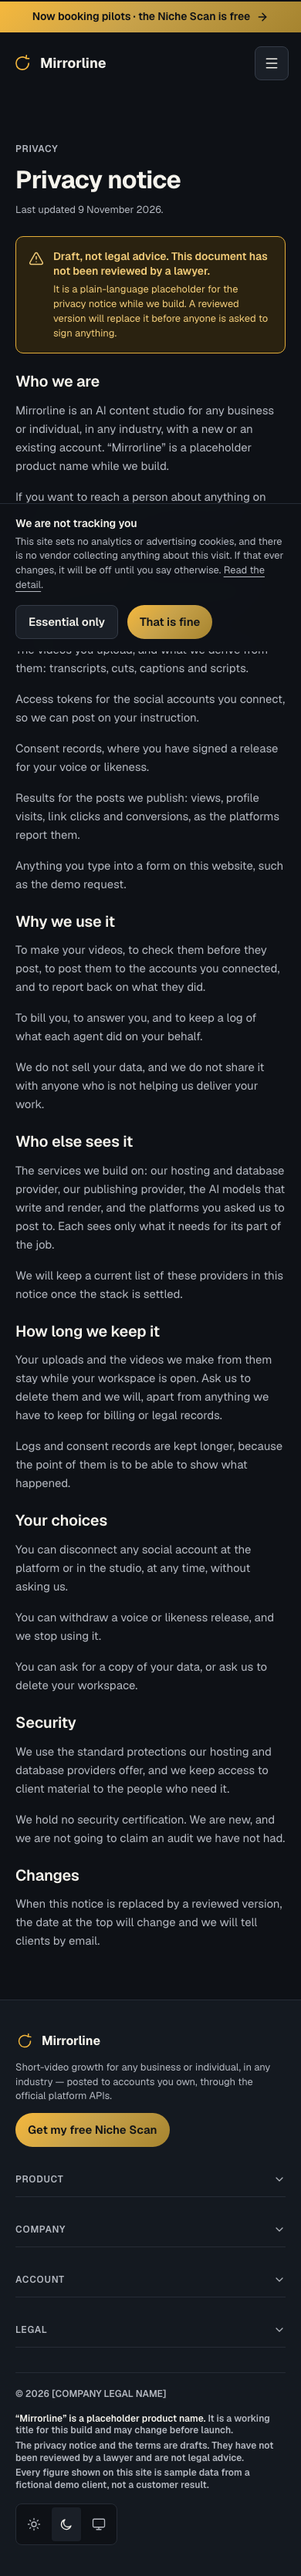 Now booking pilots · the Niche Scan is free →
Mirrorline
PRIVACY
Privacy notice
Last updated 9 November 2026.
Draft, not legal advice. This document has
not been reviewed by a lawyer.
It is a plain-language placeholder for the
privacy notice while we build. A reviewed
version will replace it before anyone is asked to
sign anything.
Who we are
Mirrorline is an AI content studio for any business
or individual, in any industry, with a new or an
existing account. “Mirrorline” is a placeholder
product name while we build.
If you want to reach a person about anything on
We are not tracking you
This site sets no analytics or advertising cookies, and there
is no vendor collecting anything about this visit. If that ever
changes, it will be off until you say otherwise. Read the
detail.
Essential only
That is fine
The videos you upload, and what we derive from
them: transcripts, cuts, captions and scripts.
Access tokens for the social accounts you connect,
so we can post on your instruction.
Consent records, where you have signed a release
for your voice or likeness.
Results for the posts we publish: views, profile
visits, link clicks and conversions, as the platforms
report them.
Anything you type into a form on this website, such
as the demo request.
Why we use it
To make your videos, to check them before they
post, to post them to the accounts you connected,
and to report back on what they did.
To bill you, to answer you, and to keep a log of
what each agent did on your behalf.
We do not sell your data, and we do not share it
with anyone who is not helping us deliver your
work.
Who else sees it
The services we build on: our hosting and database
provider, our publishing provider, the AI models that
write and render, and the platforms you asked us to
post to. Each sees only what it needs for its part of
the job.
We will keep a current list of these providers in this
notice once the stack is settled.
How long we keep it
Your uploads and the videos we make from them
stay while your workspace is open. Ask us to
delete them and we will, apart from anything we
have to keep for billing or legal records.
Logs and consent records are kept longer, because
the point of them is to be able to show what
happened.
Your choices
You can disconnect any social account at the
platform or in the studio, at any time, without
asking us.
You can withdraw a voice or likeness release, and
we stop using it.
You can ask for a copy of your data, or ask us to
delete your workspace.
Security
We use the standard protections our hosting and
database providers offer, and we keep access to
client material to the people who need it.
We hold no security certification. We are new, and
we are not going to claim an audit we have not had.
Changes
When this notice is replaced by a reviewed version,
the date at the top will change and we will tell
clients by email.
Mirrorline
Short-video growth for any business or individual, in any
industry — posted to accounts you own, through the
official platform APIs.
Get my free Niche Scan
PRODUCT
COMPANY
ACCOUNT
LEGAL
© 2026 [COMPANY LEGAL NAME]
“Mirrorline” is a placeholder product name. It is a working
title for this build and may change before launch.
The privacy notice and the terms are drafts. They have not
been reviewed by a lawyer and are not legal advice.
Every figure shown on this site is sample data from a
fictional demo client, not a customer result.